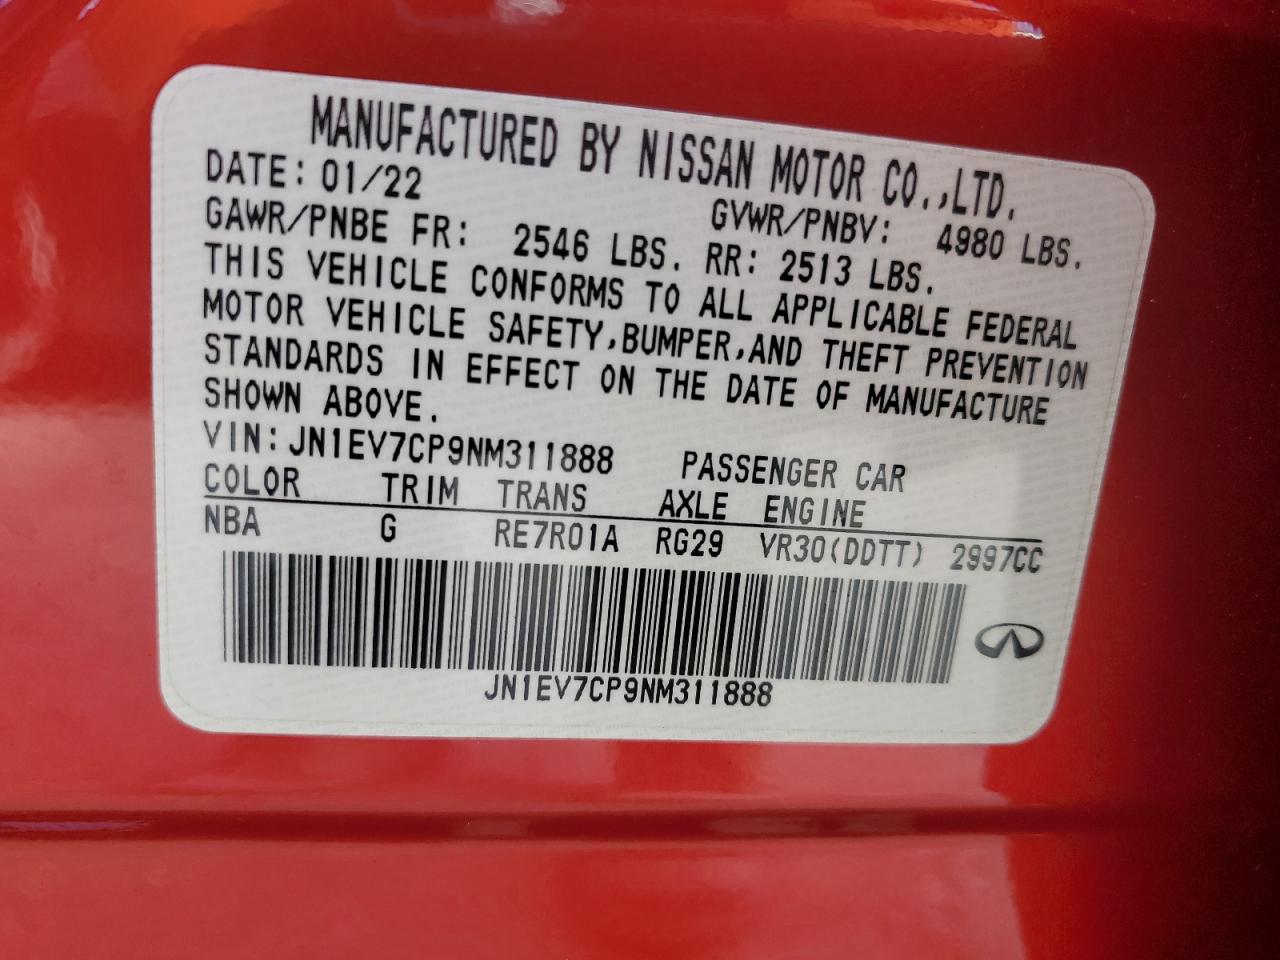 MANUFACTURED BY NISSAN MOTOR CO.,LTD.
DATE: 01/22 GVWR/PNBV: 4980 LBS.
GAWR/PNBE FR: 2546 LBS. RR: 2513 LBS.
THIS VEHICLE CONFORMS TO ALL APPLICABLE FEDERAL
MOTOR VEHICLE SAFETY,BUMPER,AND THEFT PREVENTION
STANDARDS IN EFFECT ON THE DATE OF MANUFACTURE
SHOWN ABOVE.
VIN: JN1EV7CP9NM311888 PASSENGER CAR
COLOR TRIM TRANS AXLE ENGINE
NBA G RE7R01A RG29 VR30(DDTT) 2997CC
JN1EV7CP9NM311888